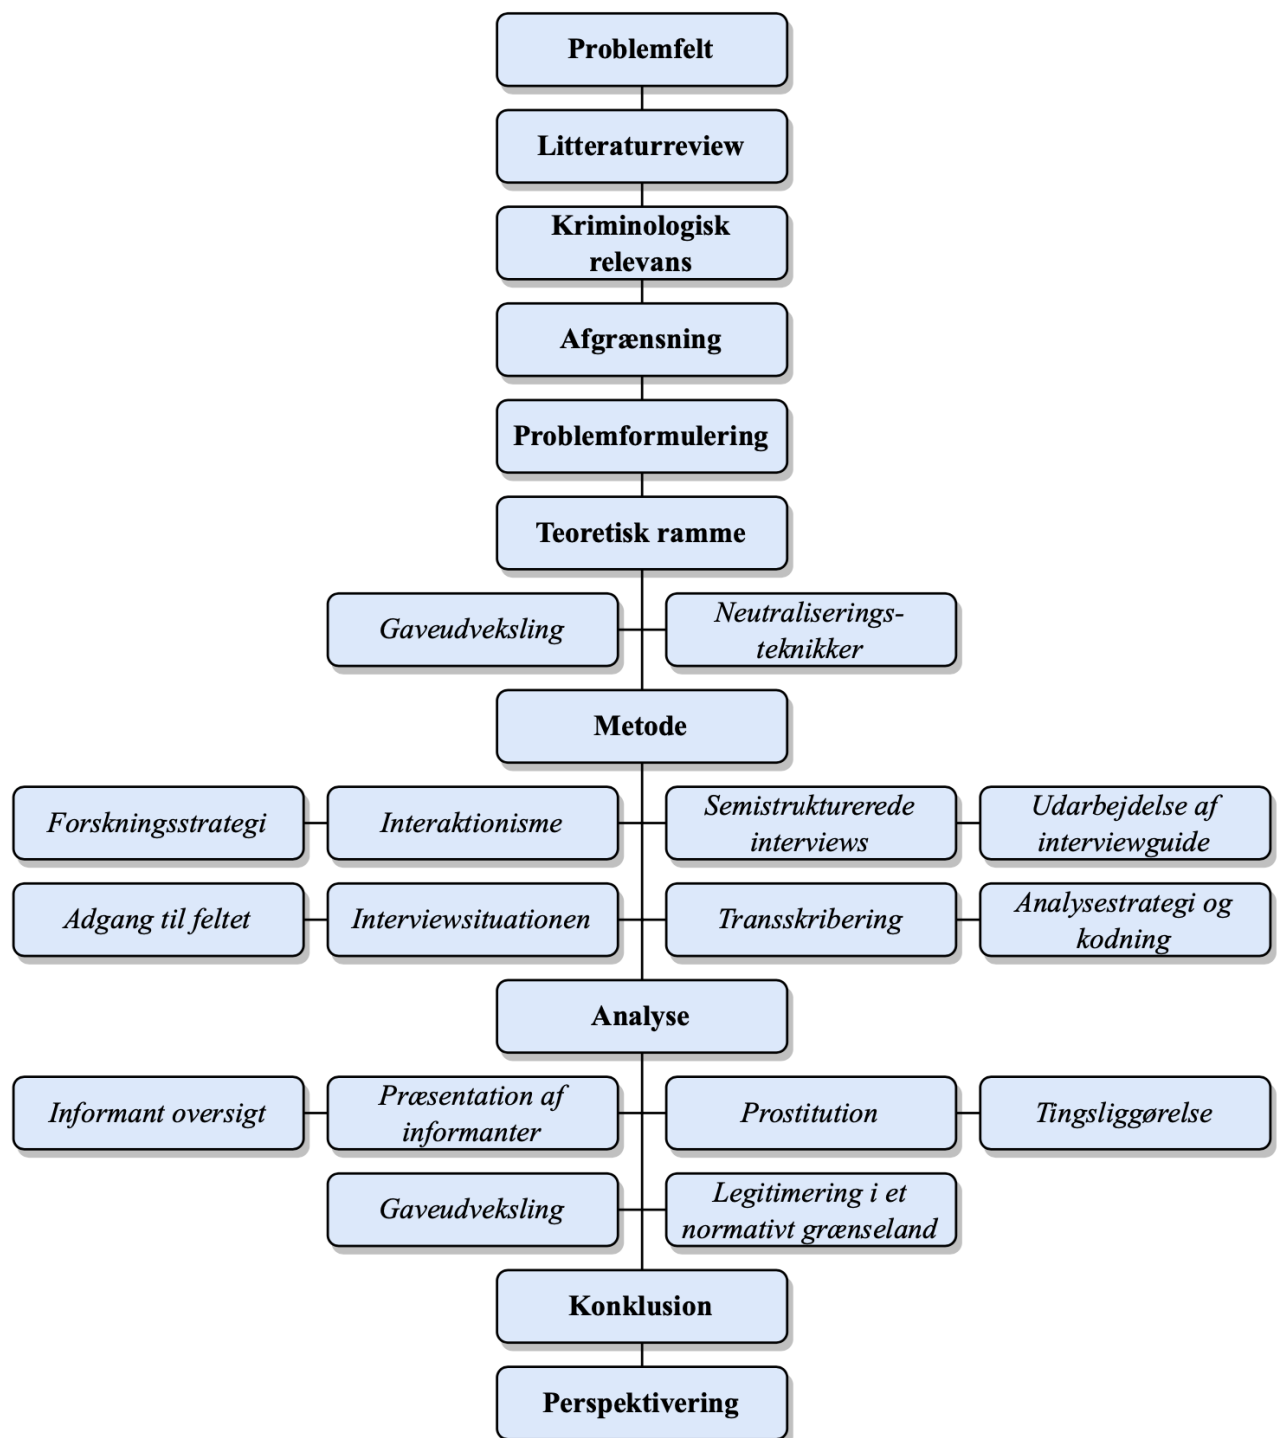 Problemfelt
Litteraturreview
Kriminologisk
relevans
Afgrænsning
Problemformulering
Teoretisk ramme
Gaveudveksling
Neutraliserings-
teknikker
Metode
Forskningsstrategi
Interaktionisme
Semistrukturerede
interviews
Udarbejdelse af
interviewguide
Adgang til feltet
Interviewsituationen
Transskribering
Analysestrategi og
kodning
Analyse
Informant oversigt
Præsentation af
informanter
Prostitution
Tingsliggørelse
Gaveudveksling
Legitimering i et
normativt grænseland
Konklusion
Perspektivering